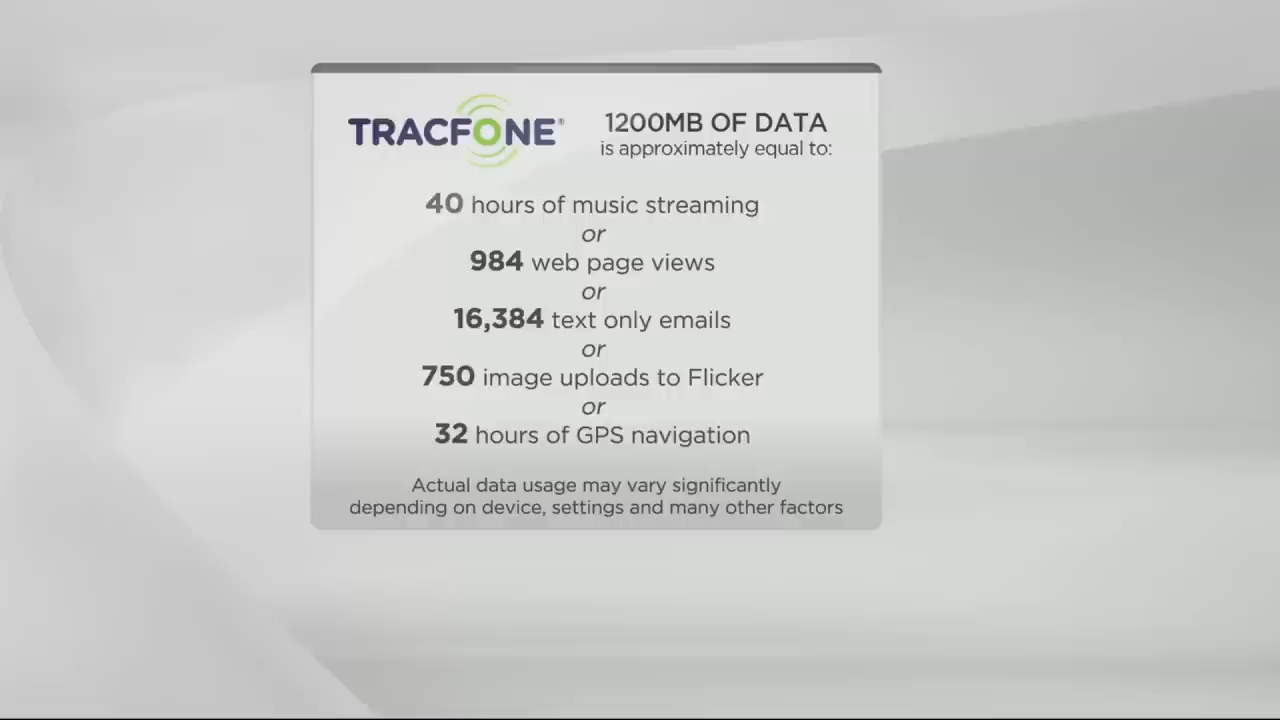 TRACFONE®
1200MB OF DATA
is approximately equal to:
40 hours of music streaming
or
984 web page views
or
16,384 text only emails
or
750 image uploads to Flicker
or
32 hours of GPS navigation
Actual data usage may vary significantly
depending on device, settings and many other factors